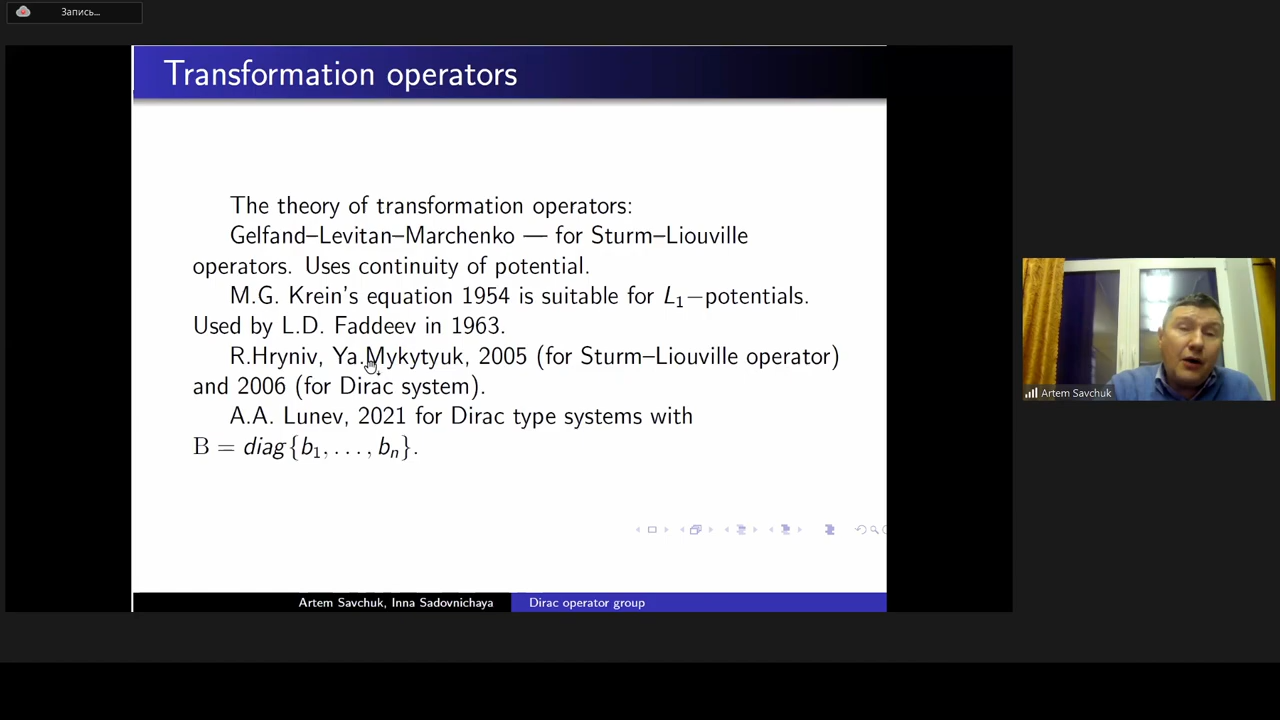 Запись...
Transformation operators
The theory of transformation operators:
Gelfand–Levitan–Marchenko — for Sturm–Liouville
operators. Uses continuity of potential.
M.G. Krein's equation 1954 is suitable for L₁−potentials.
Used by L.D. Faddeev in 1963.
R.Hryniv, Ya.Mykytyuk, 2005 (for Sturm–Liouville operator)
and 2006 (for Dirac system).
A.A. Lunev, 2021 for Dirac type systems with
B = diag{b₁, . . . , bₙ}.
Artem Savchuk, Inna Sadovnichaya
Dirac operator group
Artem Savchuk